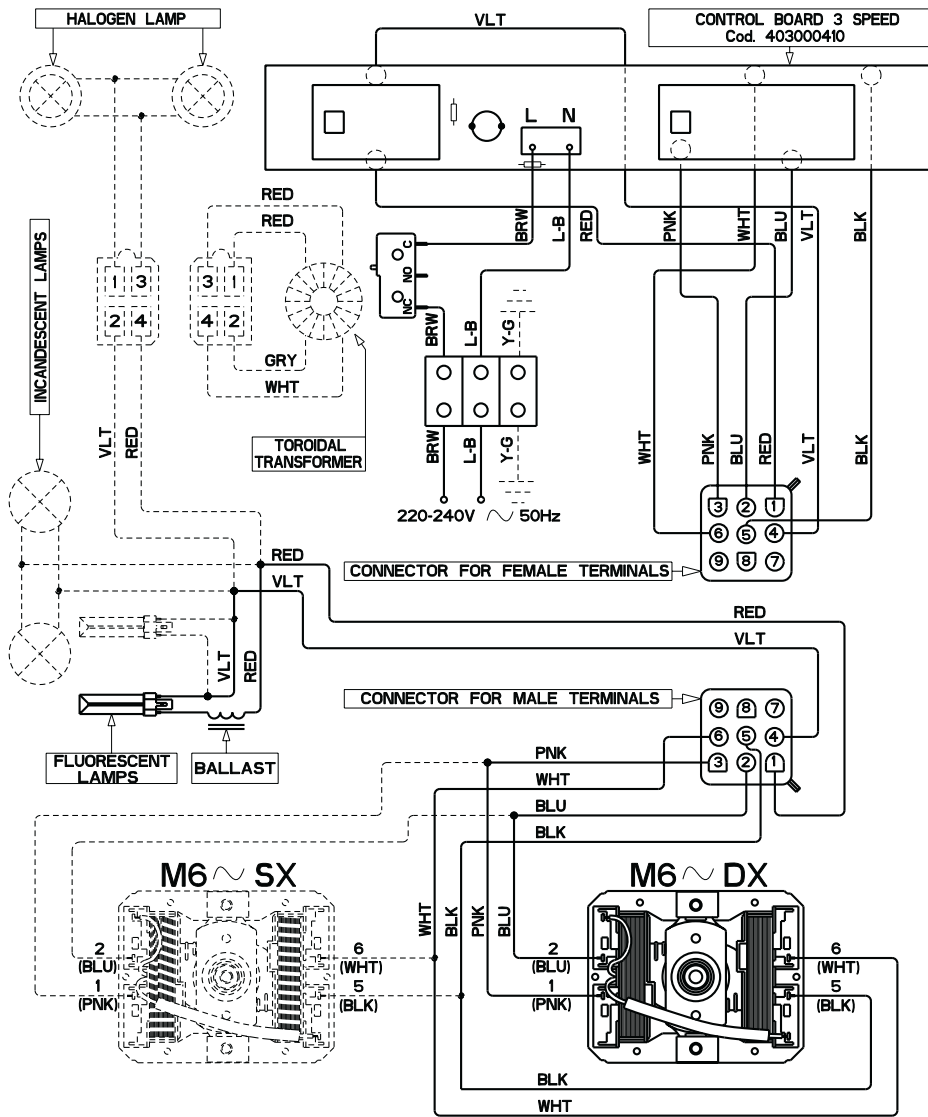 HALOGEN LAMP
VLT
CONTROL BOARD 3 SPEED
Cod. 403000410
L N
RED
RED
BRW
L-B
RED
PNK
WHT
BLU
VLT
BLK
INCANDESCENT LAMPS
1 3
2 4
3 1
4 2
C
NO
NC
GRY
WHT
BRW
L-B
Y-G
VLT
RED
TOROIDAL
TRANSFORMER
BRW
L-B
Y-G
WHT
PNK
BLU
RED
VLT
BLK
220-240V ~ 50Hz
3 2 1
6 5 4
9 8 7
RED
CONNECTOR FOR FEMALE TERMINALS
VLT
RED
VLT
VLT
RED
CONNECTOR FOR MALE TERMINALS
9 8 7
6 5 4
3 2 1
FLUORESCENT
LAMPS
BALLAST
PNK
WHT
BLU
BLK
M6 ~ SX
M6 ~ DX
WHT
BLK
PNK
BLU
2
(BLU)
1
(PNK)
6
(WHT)
5
(BLK)
2
(BLU)
1
(PNK)
6
(WHT)
5
(BLK)
BLK
WHT